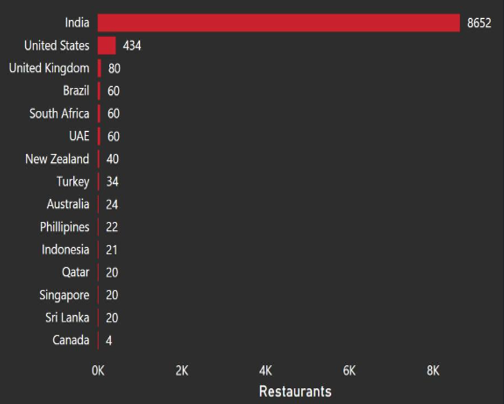 India 8652
United States 434
United Kingdom 80
Brazil 60
South Africa 60
UAE 60
New Zealand 40
Turkey 34
Australia 24
Phillipines 22
Indonesia 21
Qatar 20
Singapore 20
Sri Lanka 20
Canada 4
0K 2K 4K 6K 8K
Restaurants